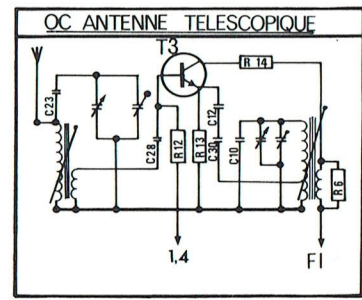 OC ANTENNE TELESCOPIQUE
T3
R 14
C23
C12
C28
R12
R13
C30
C10
R6
1,4
FI